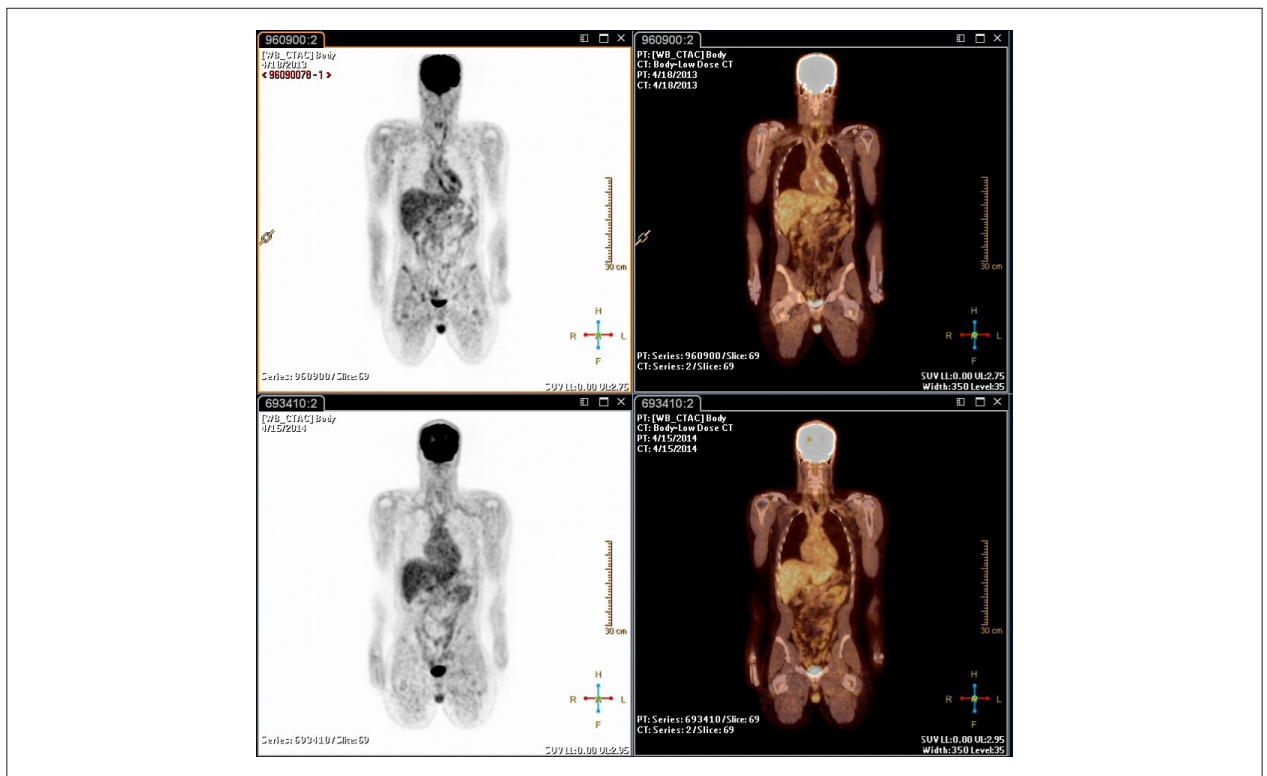 960900:2
[WB_CTAC] Body
4/18/2013
< 96090078-1 >
30 cm
H
R L
F
Series: 960900/Slice: 69
SUV LL:0.00 UL:2.75
960900:2
PT: [WB_CTAC] Body
CT: Body-Low Dose CT
PT: 4/18/2013
CT: 4/18/2013
30 cm
H
R L
F
PT: Series: 960900/Slice: 69
CT: Series: 2/Slice: 69
SUV LL:0.00 UL:2.75
Width:350 Level:35
693410:2
[WB_CTAC] Body
4/15/2014
30 cm
H
R A L
F
Series: 693410/Slice: 69
SUV LL:0.00 UL:2.95
693410:2
PT: [WB_CTAC] Body
CT: Body-Low Dose CT
PT: 4/15/2014
CT: 4/15/2014
30 cm
H
R L
F
PT: Series: 693410/Slice: 69
CT: Series: 2/Slice: 69
SUV LL:0.00 UL:2.95
Width:350 Level:35